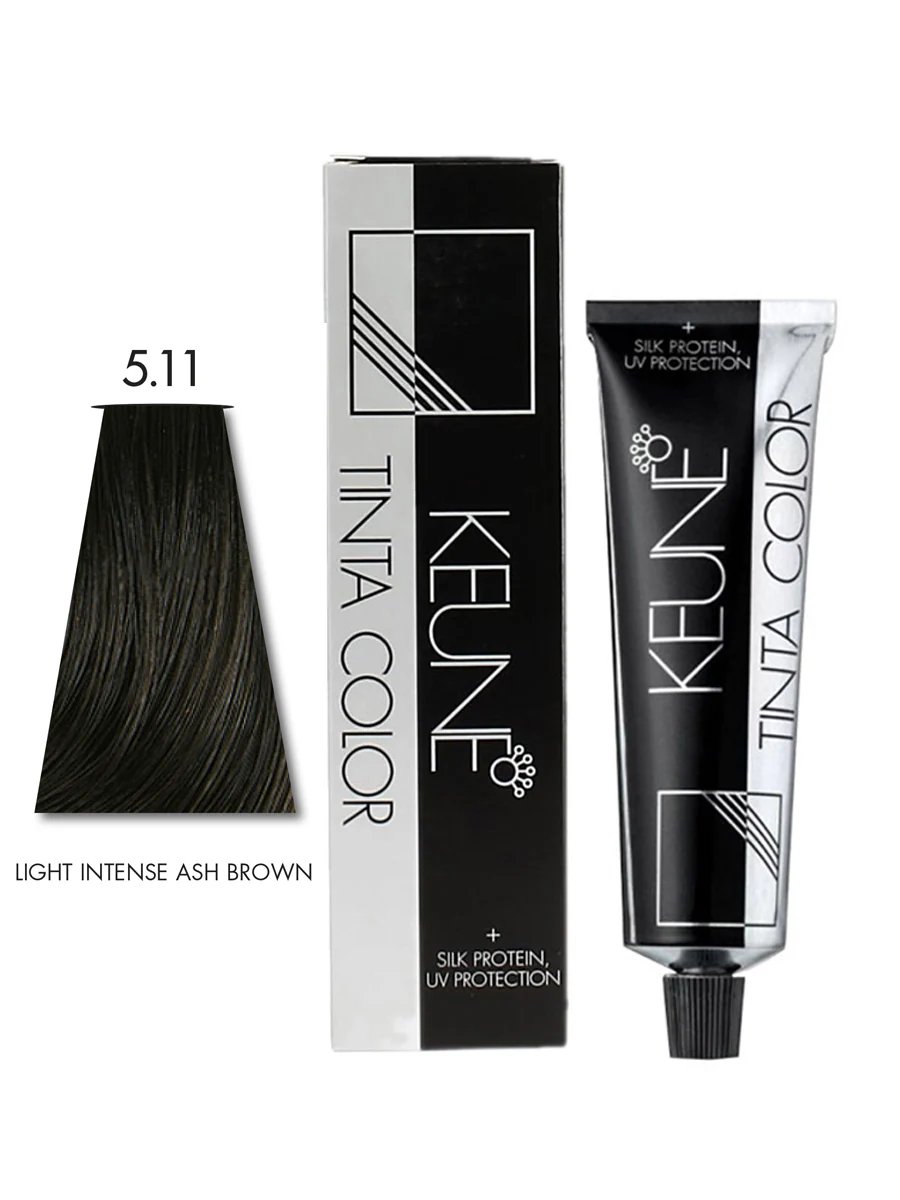 5.11
LIGHT INTENSE ASH BROWN
TINTA COLOR
KEUNE
+
SILK PROTEIN,
UV PROTECTION
+
SILK PROTEIN,
UV PROTECTION
KEUNE
TINTA COLOR